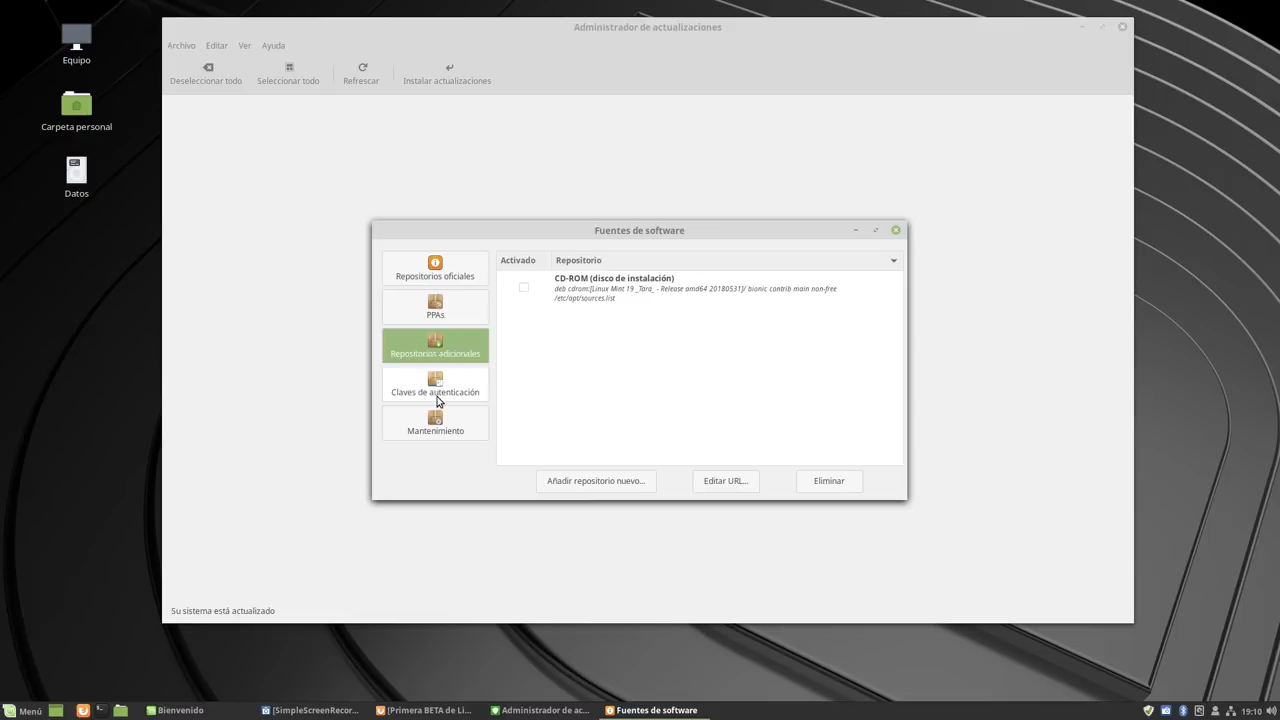 Equipo
Carpeta personal
Datos
Administrador de actualizaciones
Archivo Editar Ver Ayuda
Deseleccionar todo Seleccionar todo Refrescar Instalar actualizaciones
Fuentes de software
Repositorios oficiales
PPAs
Repositorios adicionales
Claves de autenticación
Mantenimiento
Activado Repositorio
CD-ROM (disco de instalación)
deb cdrom:[Linux Mint 19 _Tara_ - Release amd64 20180531]/ bionic contrib main non-free
/etc/apt/sources.list
Añadir repositorio nuevo... Editar URL... Eliminar
Su sistema está actualizado
Menú Bienvenido [SimpleScreenRecor... [Primera BETA de Li... Administrador de ac... Fuentes de software 19:10